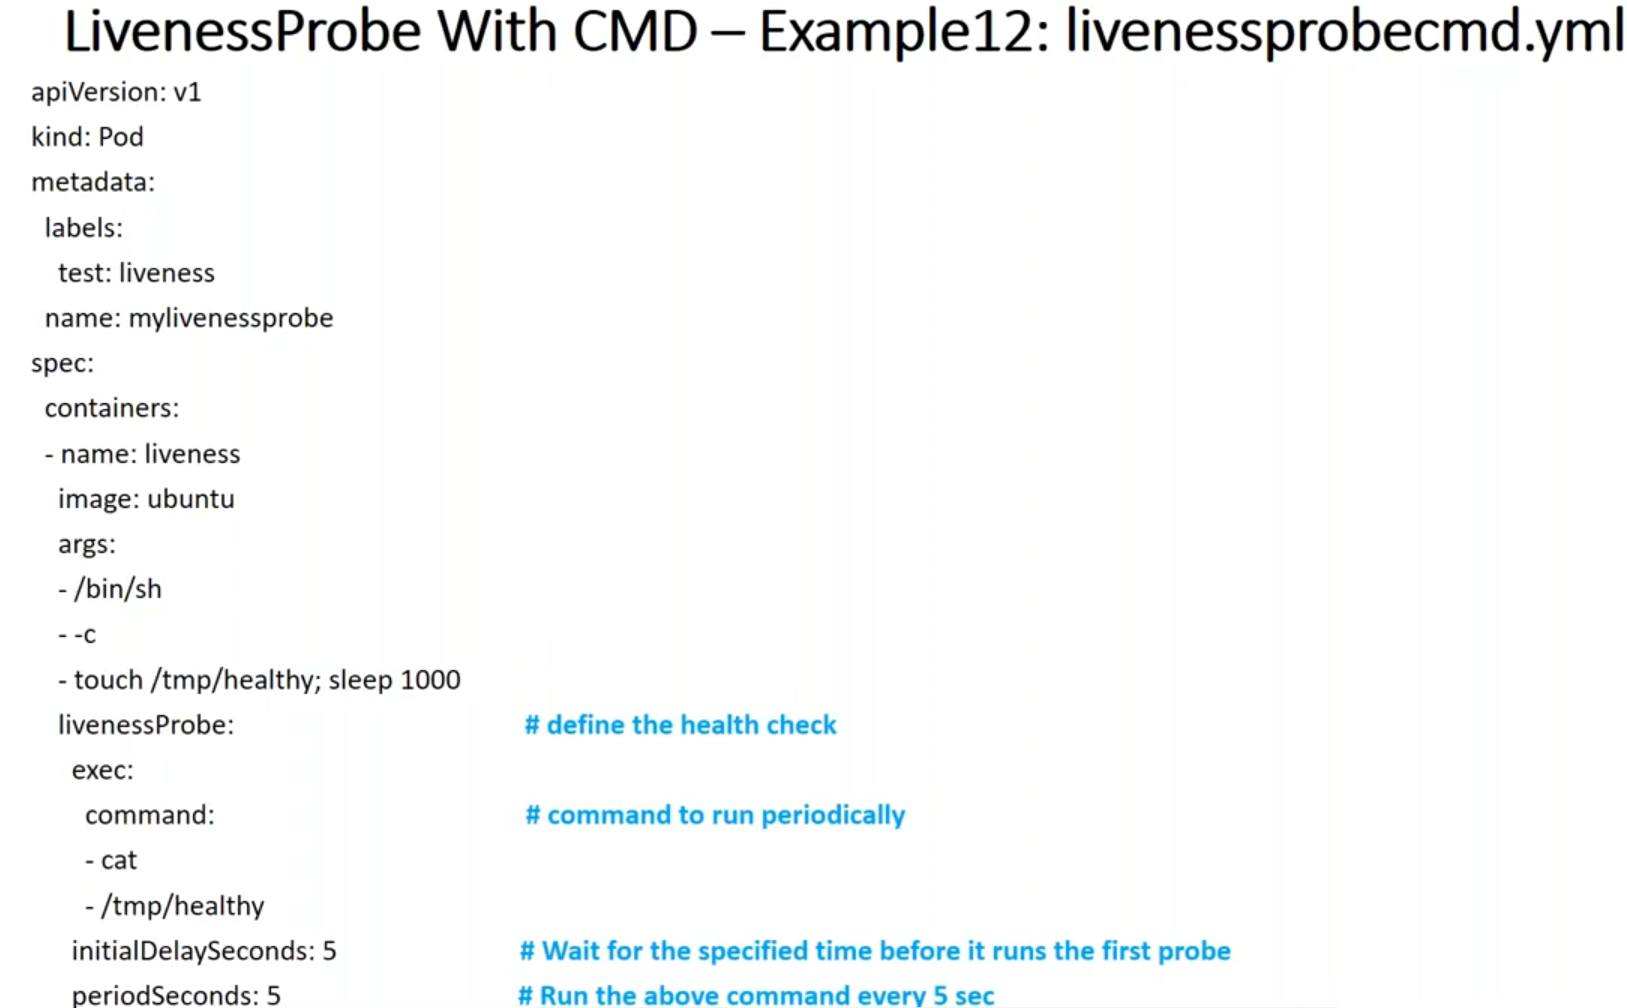 LivenessProbe With CMD – Example12: livenessprobecmd.yml
apiVersion: v1
kind: Pod
metadata:
  labels:
    test: liveness
  name: mylivenessprobe
spec:
  containers:
  - name: liveness
    image: ubuntu
    args:
    - /bin/sh
    - -c
    - touch /tmp/healthy; sleep 1000
    livenessProbe: # define the health check
      exec:
        command: # command to run periodically
        - cat
        - /tmp/healthy
      initialDelaySeconds: 5 # Wait for the specified time before it runs the first probe
      periodSeconds: 5 # Run the above command every 5 sec